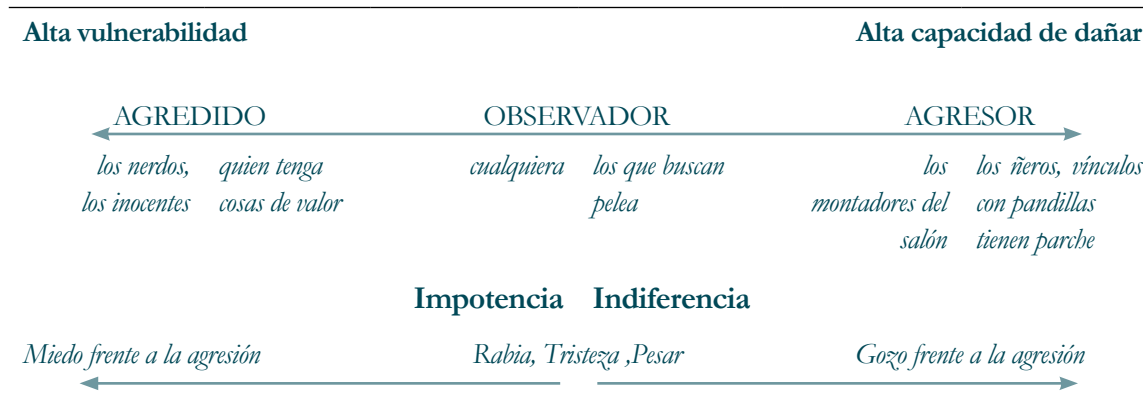 Alta vulnerabilidad Alta capacidad de dañar
AGREDIDO OBSERVADOR AGRESOR
los nerdos, quien tenga cualquiera los que buscan los los ñeros, vínculos
los inocentes cosas de valor pelea montadores del con pandillas
salón tienen parche
Impotencia Indiferencia
Miedo frente a la agresión Rabia, Tristeza ,Pesar Gozo frente a la agresión